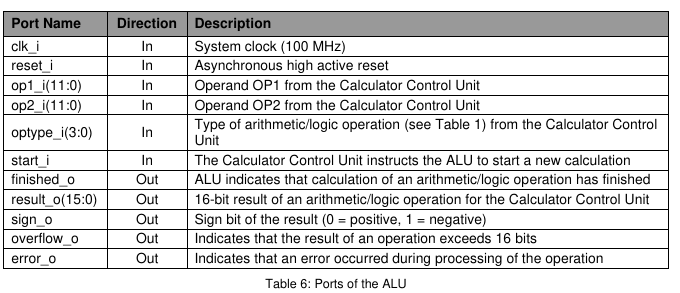 Port Name Direction Description
clk_i In System clock (100 MHz)
reset_i In Asynchronous high active reset
op1_i(11:0) In Operand OP1 from the Calculator Control Unit
op2_i(11:0) In Operand OP2 from the Calculator Control Unit
optype_i(3:0) In Type of arithmetic/logic operation (see Table 1) from the Calculator Control
Unit
start_i In The Calculator Control Unit instructs the ALU to start a new calculation
finished_o Out ALU indicates that calculation of an arithmetic/logic operation has finished
result_o(15:0) Out 16-bit result of an arithmetic/logic operation for the Calculator Control Unit
sign_o Out Sign bit of the result (0 = positive, 1 = negative)
overflow_o Out Indicates that the result of an operation exceeds 16 bits
error_o Out Indicates that an error occurred during processing of the operation
Table 6: Ports of the ALU